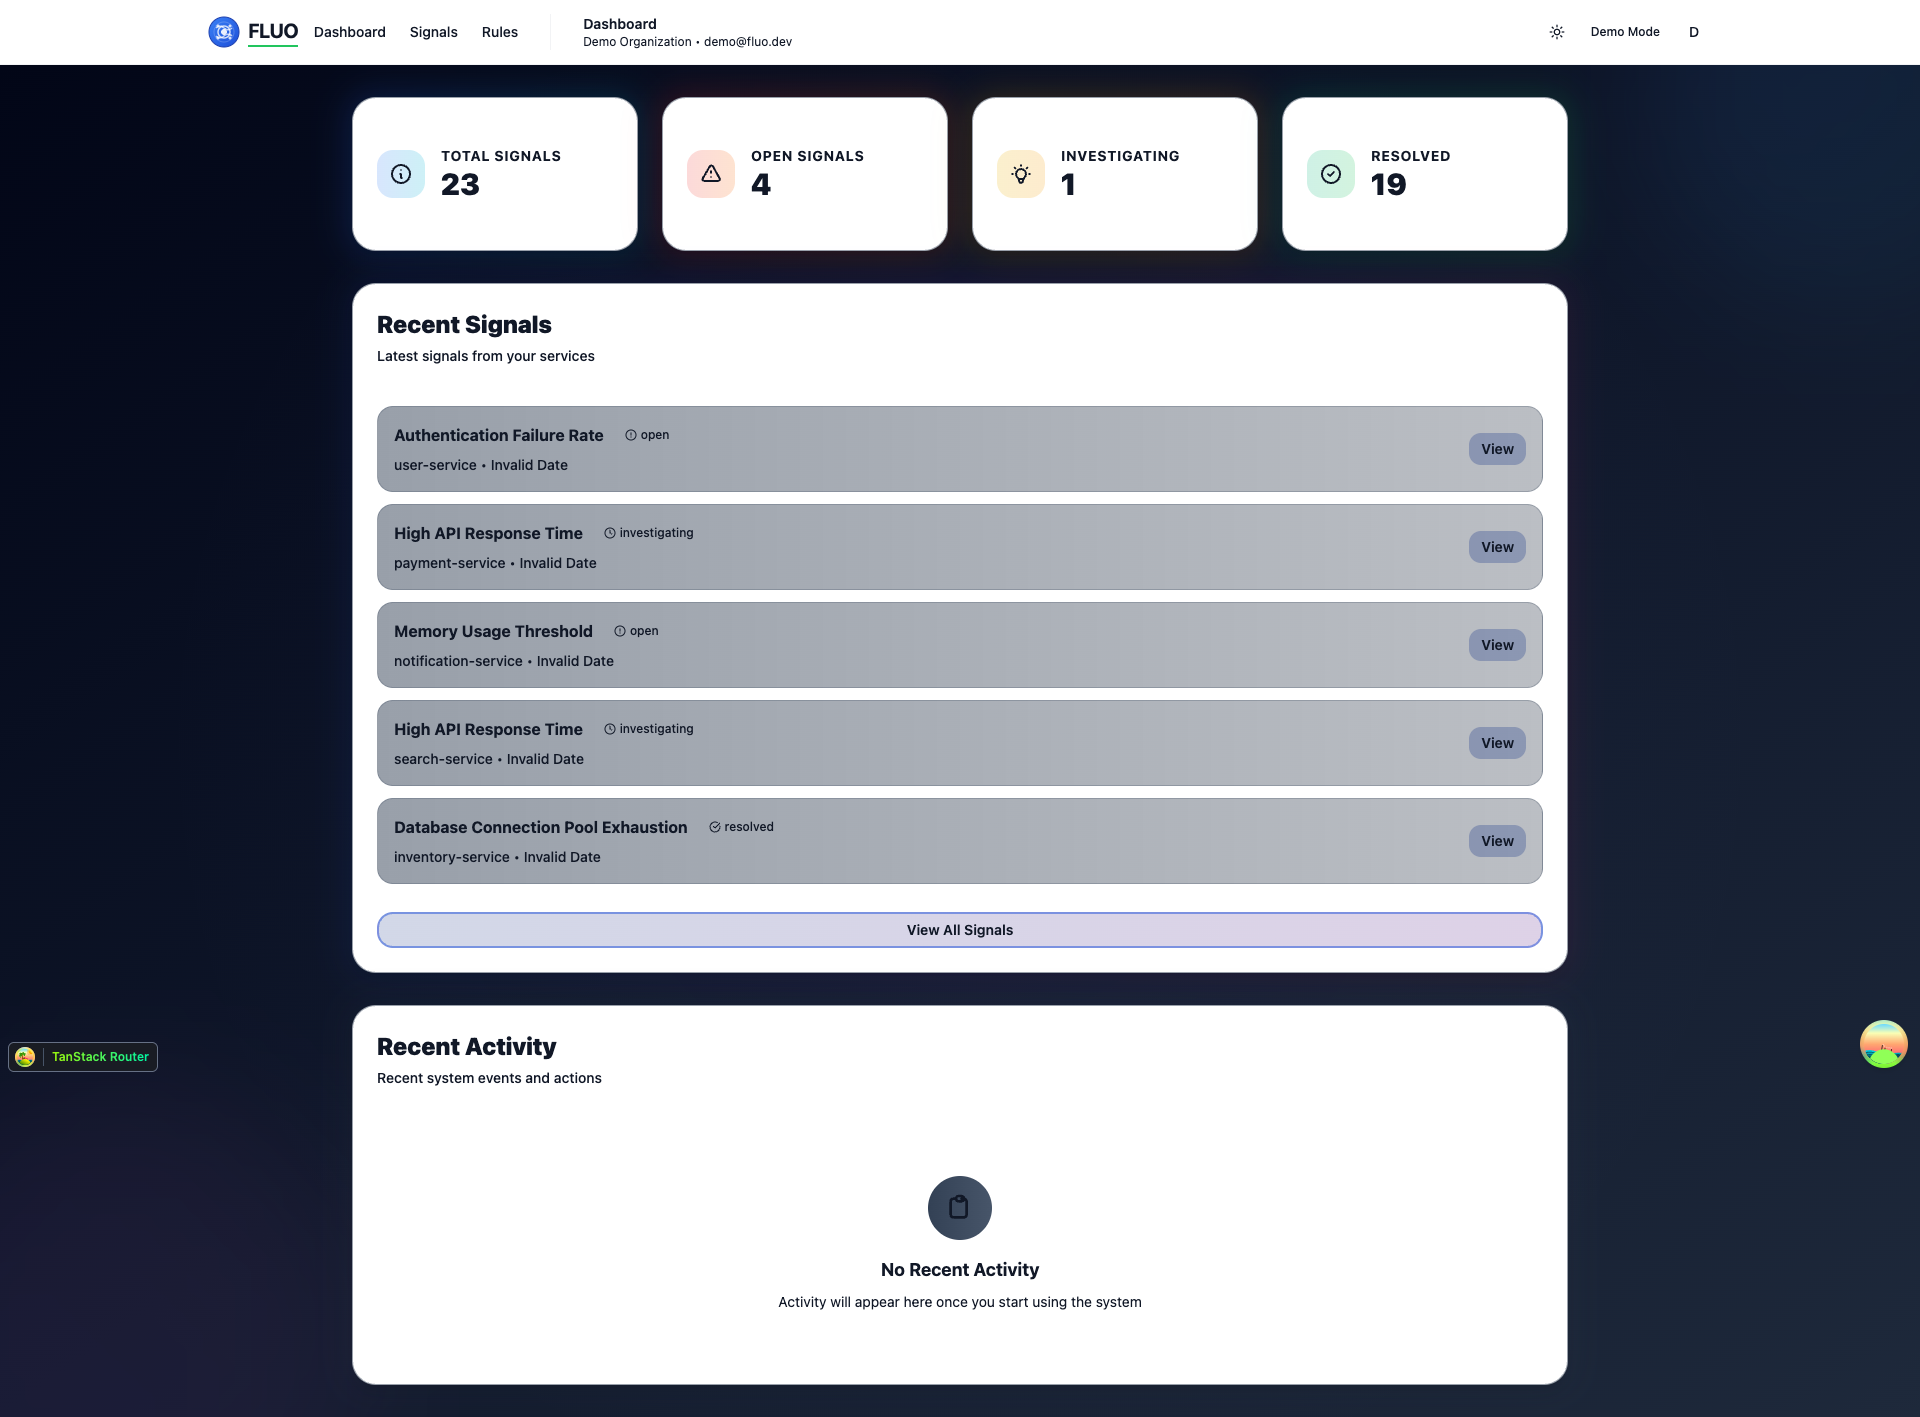 FLUO
Dashboard
Signals
Rules
Dashboard
Demo Organization • demo@fluo.dev
Demo Mode
D
TOTAL SIGNALS
23
OPEN SIGNALS
4
INVESTIGATING
1
RESOLVED
19
Recent Signals
Latest signals from your services
Authentication Failure Rate
open
user-service • Invalid Date
View
High API Response Time
investigating
payment-service • Invalid Date
View
Memory Usage Threshold
open
notification-service • Invalid Date
View
High API Response Time
investigating
search-service • Invalid Date
View
Database Connection Pool Exhaustion
resolved
inventory-service • Invalid Date
View
View All Signals
Recent Activity
Recent system events and actions
TanStack Router
No Recent Activity
Activity will appear here once you start using the system